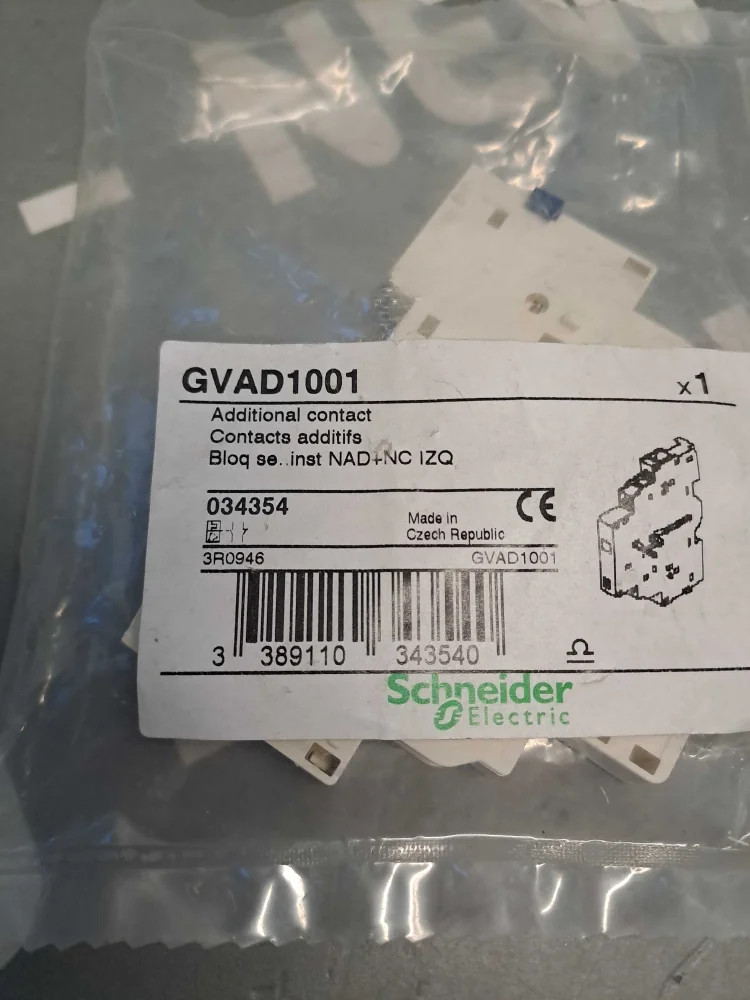 GVAD1001 x1
Additional contact
Contacts additifs
Bloq se..inst NAD+NC IZQ
034354
Made in
Czech Republic
CE
3R0946 GVAD1001
3 389110 343540
Schneider
Electric